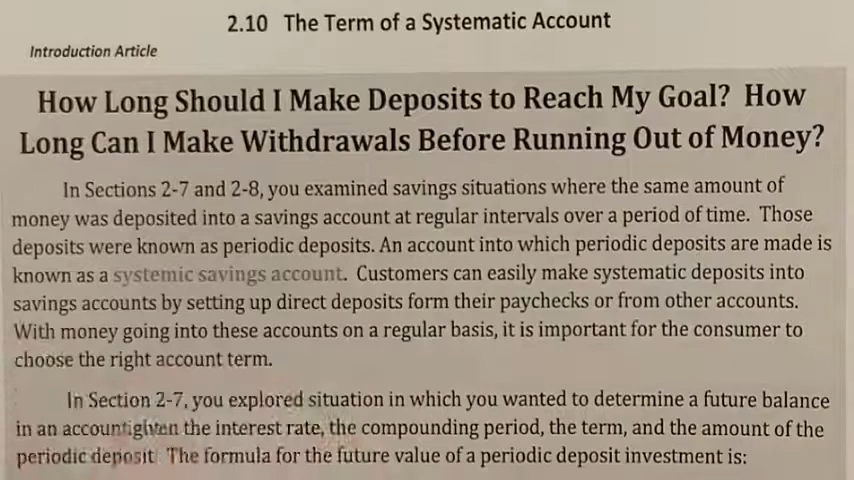 2.10 The Term of a Systematic Account
Introduction Article
How Long Should I Make Deposits to Reach My Goal? How
Long Can I Make Withdrawals Before Running Out of Money?
In Sections 2-7 and 2-8, you examined savings situations where the same amount of
money was deposited into a savings account at regular intervals over a period of time. Those
deposits were known as periodic deposits. An account into which periodic deposits are made is
known as a systemic savings account. Customers can easily make systematic deposits into
savings accounts by setting up direct deposits form their paychecks or from other accounts.
With money going into these accounts on a regular basis, it is important for the consumer to
choose the right account term.
In Section 2-7, you explored situation in which you wanted to determine a future balance
in an account the interest rate, the compounding period, the term, and the amount of the
periodic deposit The formula for the future value of a periodic deposit investment is: